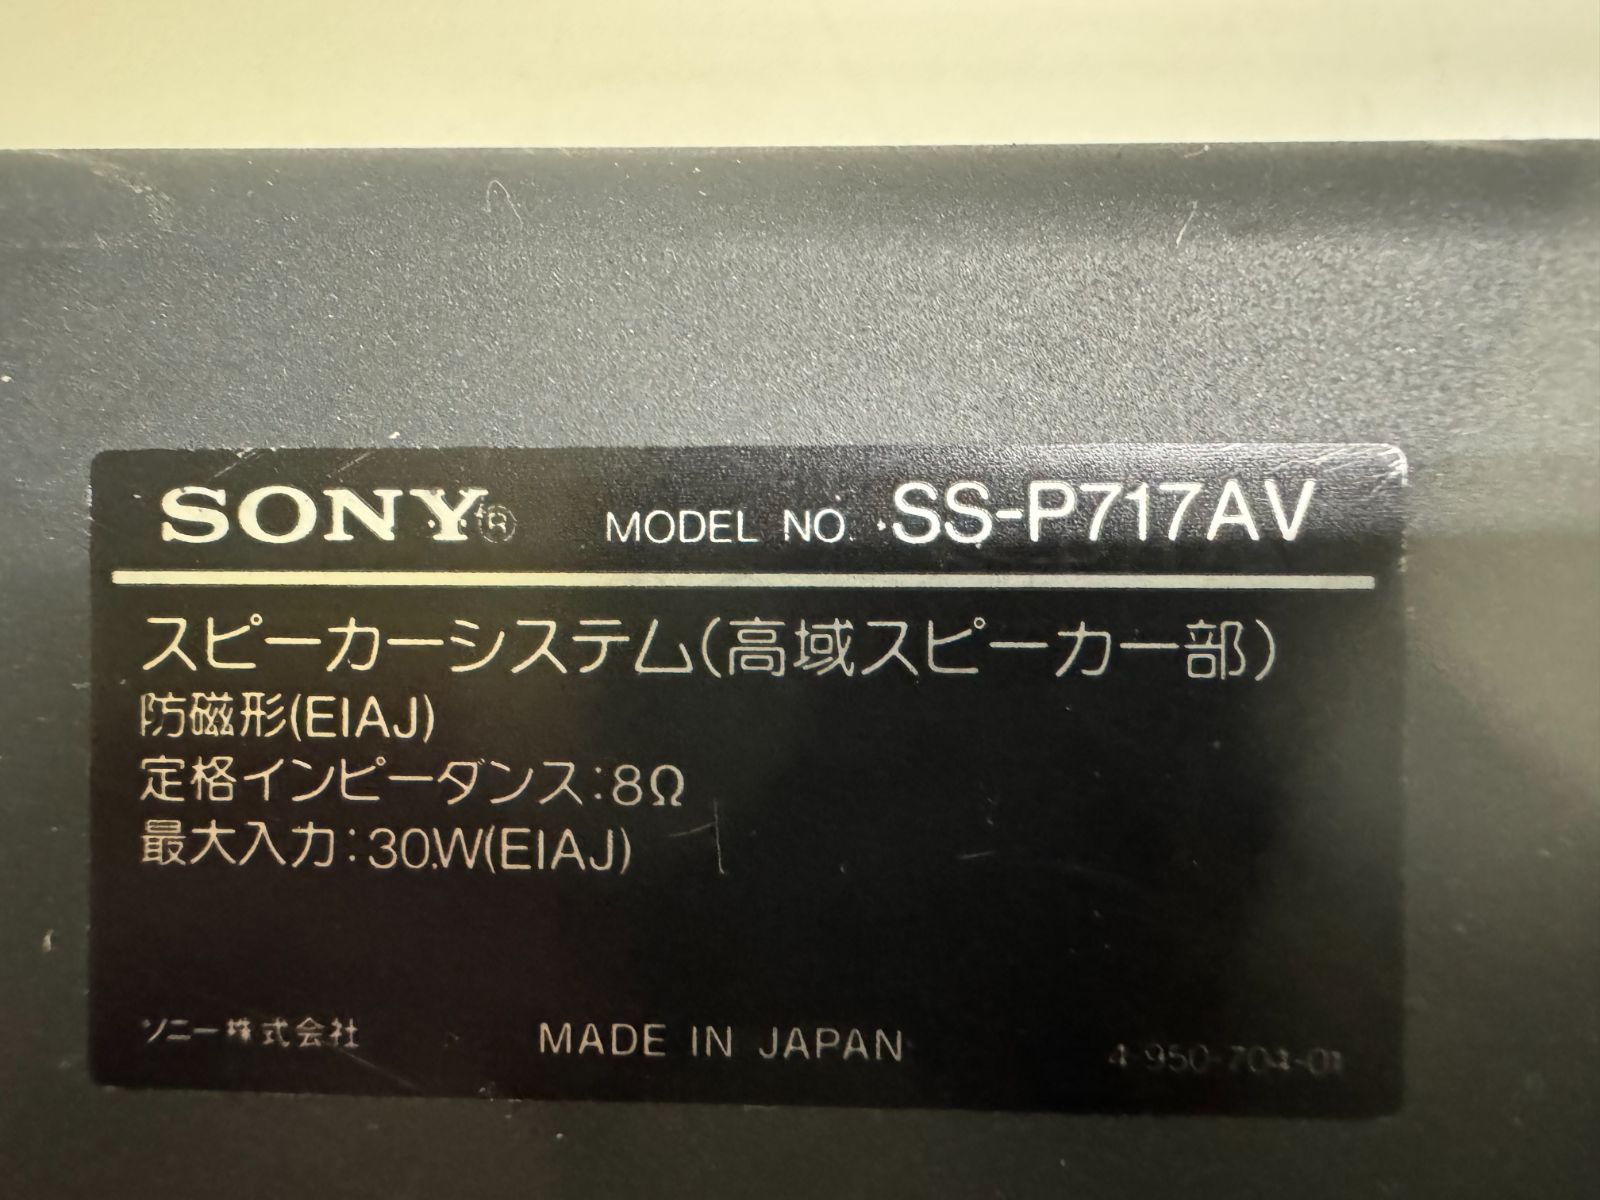 SONY®
MODEL NO. SS-P717AV
スピーカーシステム(高域スピーカー部)
防磁形(EIAJ)
定格インピーダンス:8Ω
最大入力:30W(EIAJ)
ソニー株式会社
MADE IN JAPAN
4-950-704-01